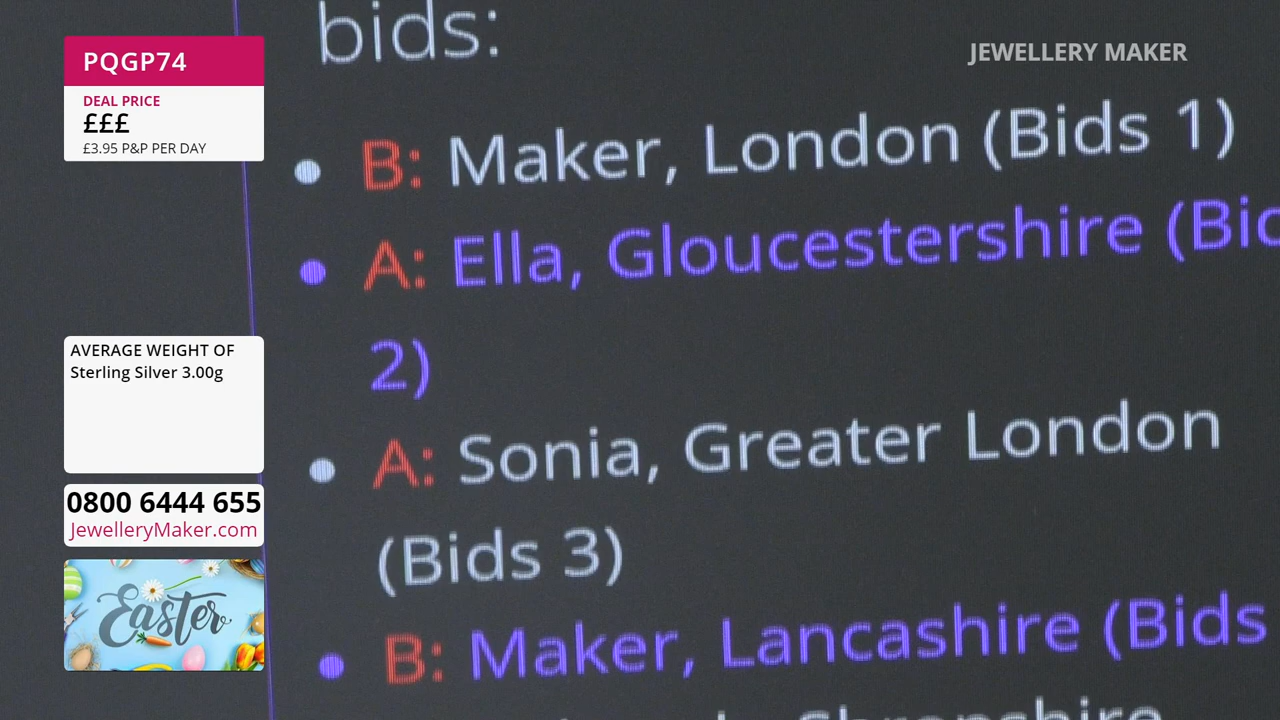 PQGP74
DEAL PRICE
£££
£3.95 P&P PER DAY
AVERAGE WEIGHT OF
Sterling Silver 3.00g
0800 6444 655
JewelleryMaker.com
Easter
JEWELLERY MAKER
bids:
B: Maker, London (Bids 1)
A: Ella, Gloucestershire
2)
A: Sonia, Greater London
(Bids 3)
B: Maker, Lancashire (Bids